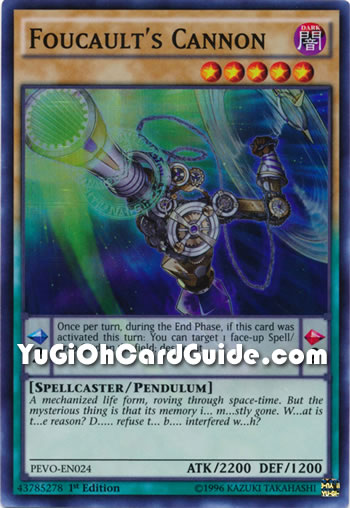 FOUCAULT'S CANNON
DARK
闇
Once per turn, during the End Phase, if this card was
activated this turn: You can target 1 face-up Spell/
field;
YuGiOhCardGuide.com
[SPELLCASTER/PENDULUM]
A mechanized life form, roving through space-time. But the
mysterious thing is that its memory i... m...stly gone. W...at is
t...e reason? D..... refuse t... b.... interfered w...h?
PEVO-EN024
ATK/2200 DEF/1200
43785278 1st Edition
©1996 KAZUKI TAKAHASHI